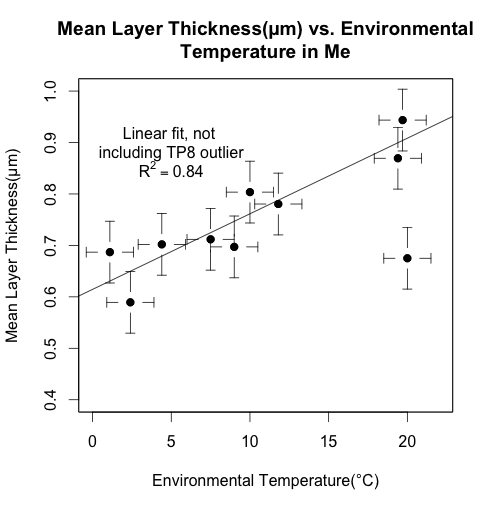 Mean Layer Thickness(µm) vs. Environmental
Temperature in Me
Linear fit, not
including TP8 outlier
R² = 0.84
Mean Layer Thickness(µm)
1.0
0.9
0.8
0.7
0.6
0.5
0.4
0 5 10 15 20
Environmental Temperature(°C)